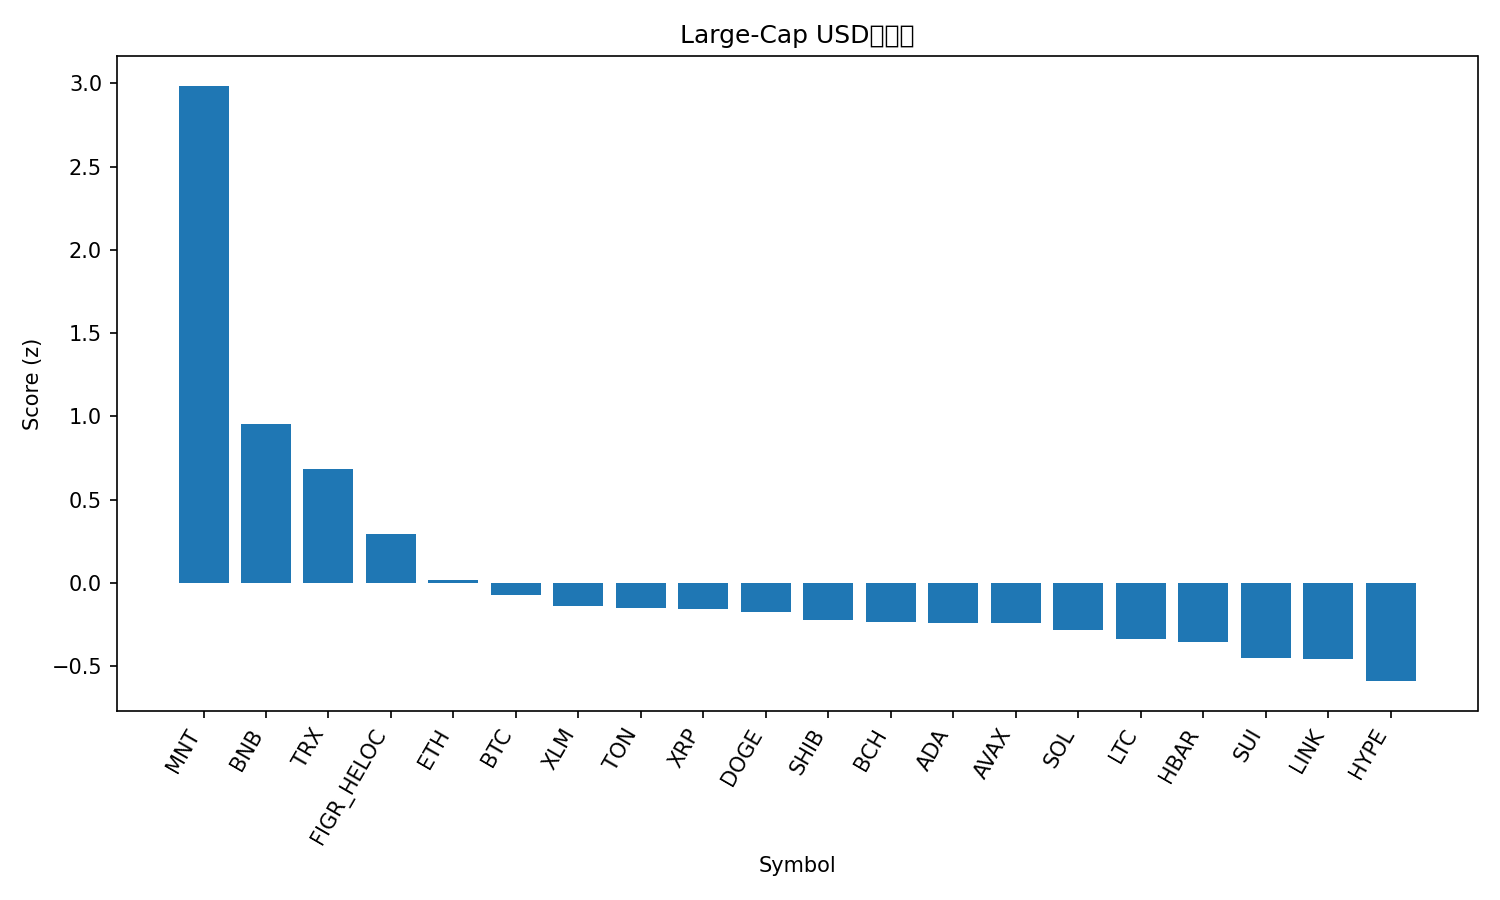 Large-Cap USD
Score (z)
3.0
2.5
2.0
1.5
1.0
0.5
0.0
−0.5
MNT
BNB
TRX
FIGR_HELOC
ETH
BTC
XLM
TON
XRP
DOGE
SHIB
BCH
ADA
AVAX
SOL
LTC
HBAR
SUI
LINK
HYPE
Symbol